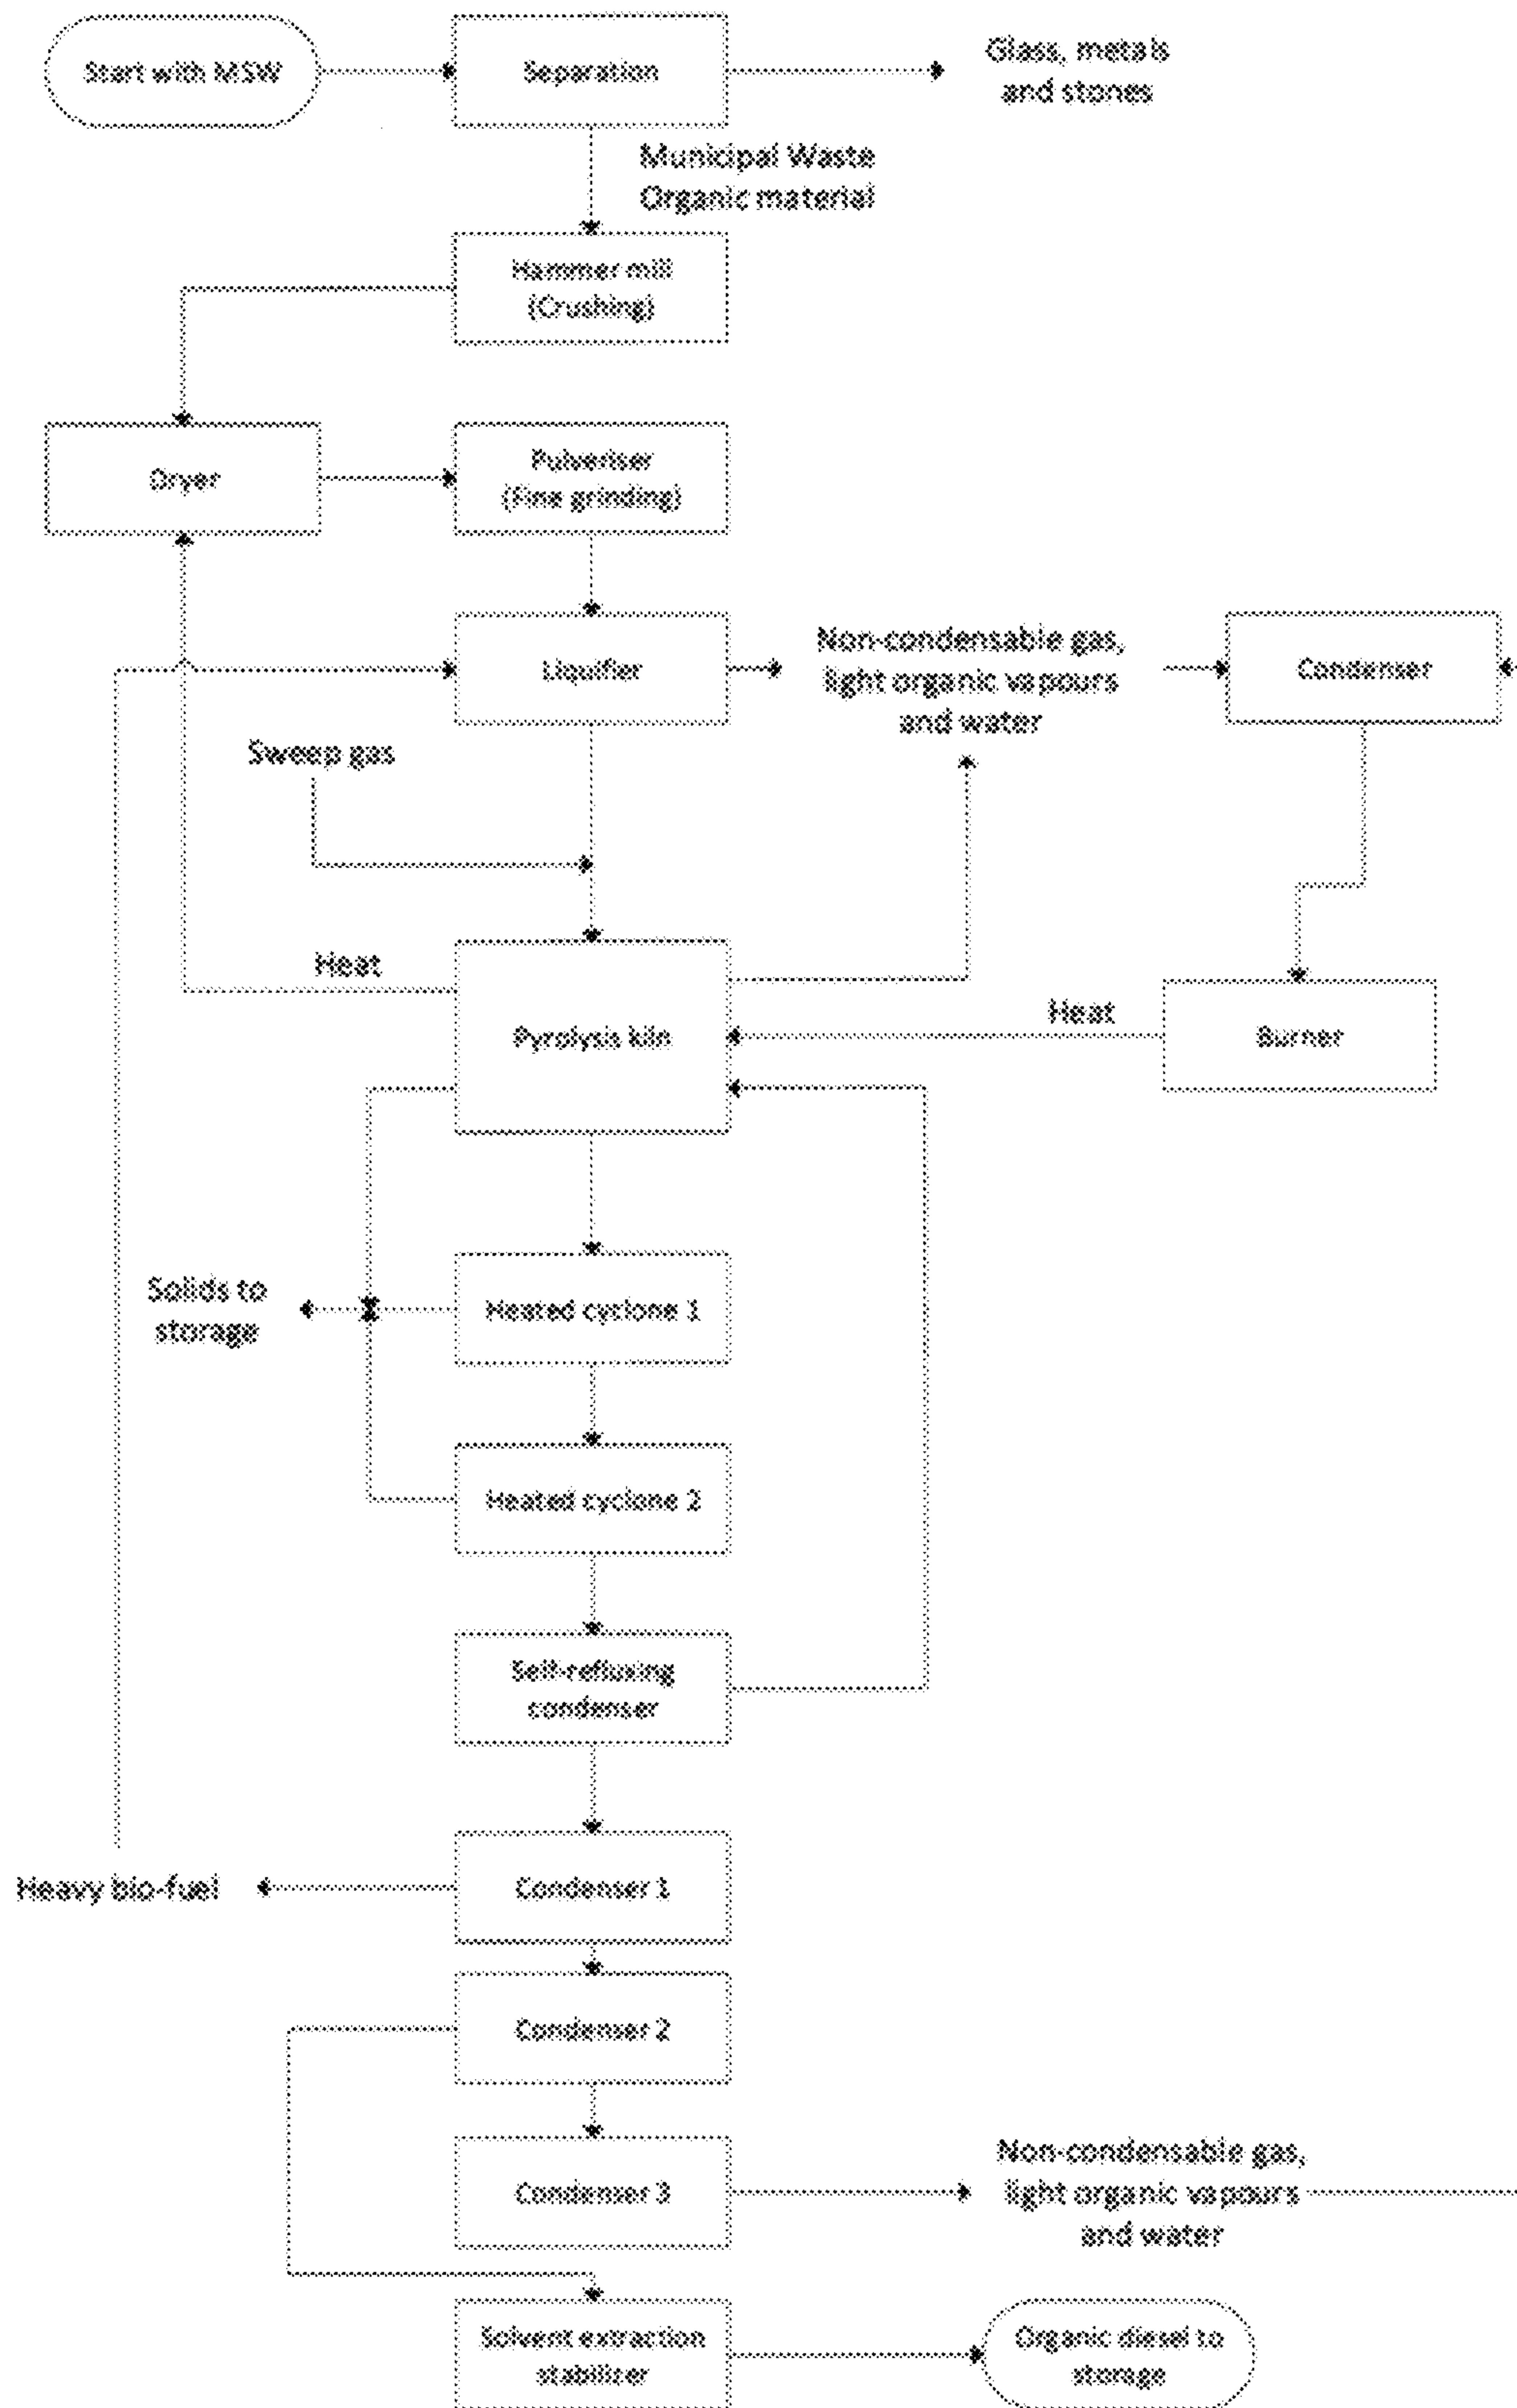 Start with MSW
Separation
Glass, metals
and stones
Municipal Waste
Organic material
Hammer mill
(Crushing)
Dryer
Pulveriser
(Fine grinding)
Liquifier
Non-condensable gas,
light organic vapours
and water
Condenser
Sweep gas
Heat
Pyrolysis kiln
Heat
Burner
Solids to
storage
Heated cyclone 1
Heated cyclone 2
Self-refluxing
condenser
Heavy bio-fuel
Condenser 1
Condenser 2
Condenser 3
Non-condensable gas,
light organic vapours
and water
Solvent extraction
stabilizer
Organic diesel to
storage